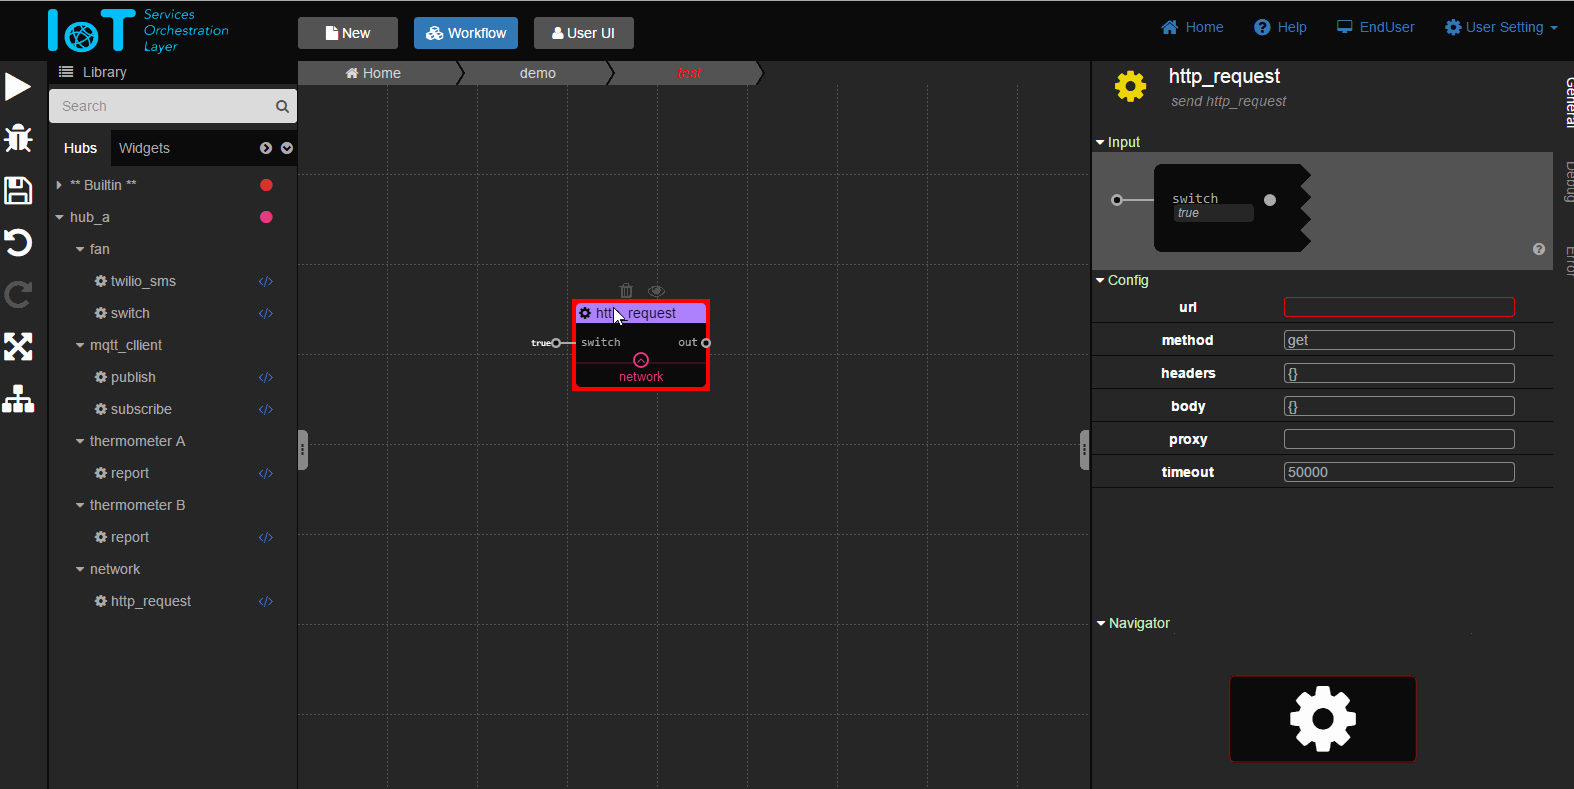 IoT Services
Orchestration
Layer
New
Workflow
User UI
Home
Help
EndUser
User Setting
Library
Search
Hubs
Widgets
** Builtin **
hub_a
fan
twilio_sms
</>
switch
</>
mqtt_cllient
publish
</>
subscribe
</>
thermometer A
report
</>
thermometer B
report
</>
network
http_request
</>
Home
demo
test
http_request
true
switch
out
network
http_request
send http_request
Input
switch
true
Config
url
method
get
headers
{}
body
{}
proxy
timeout
50000
Navigator
General
Debug
Error